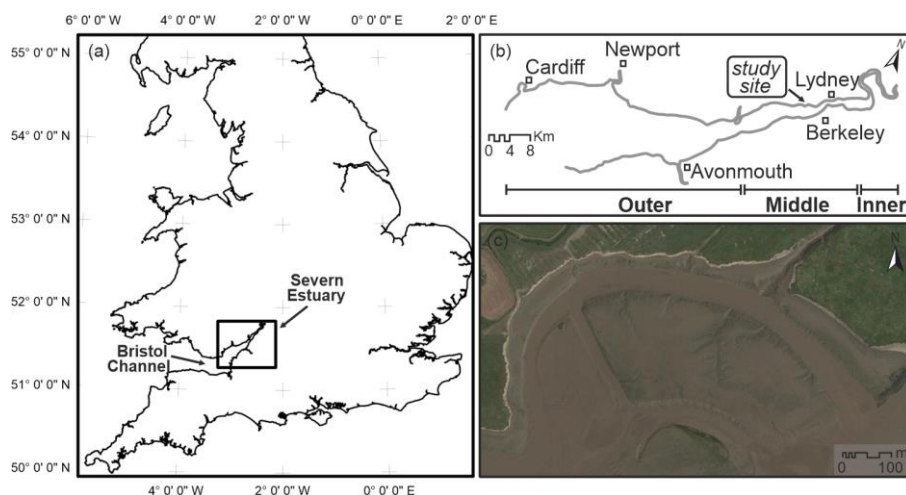 6° 0' 0" W 4° 0' 0" W 2° 0' 0" W 0° 0' 0" E 2° 0' 0" E
(a)
55° 0' 0" N
54° 0' 0" N
53° 0' 0" N
52° 0' 0" N
51° 0' 0" N
50° 0' 0" N
Severn
Estuary
Bristol
Channel
4° 0' 0" W 2° 0' 0" W 0° 0' 0" E
(b)
Newport
Cardiff
study
site
Lydney
N
Km
0 4 8
Berkeley
Avonmouth
Outer Middle Inner
(c)
N
m
0 100